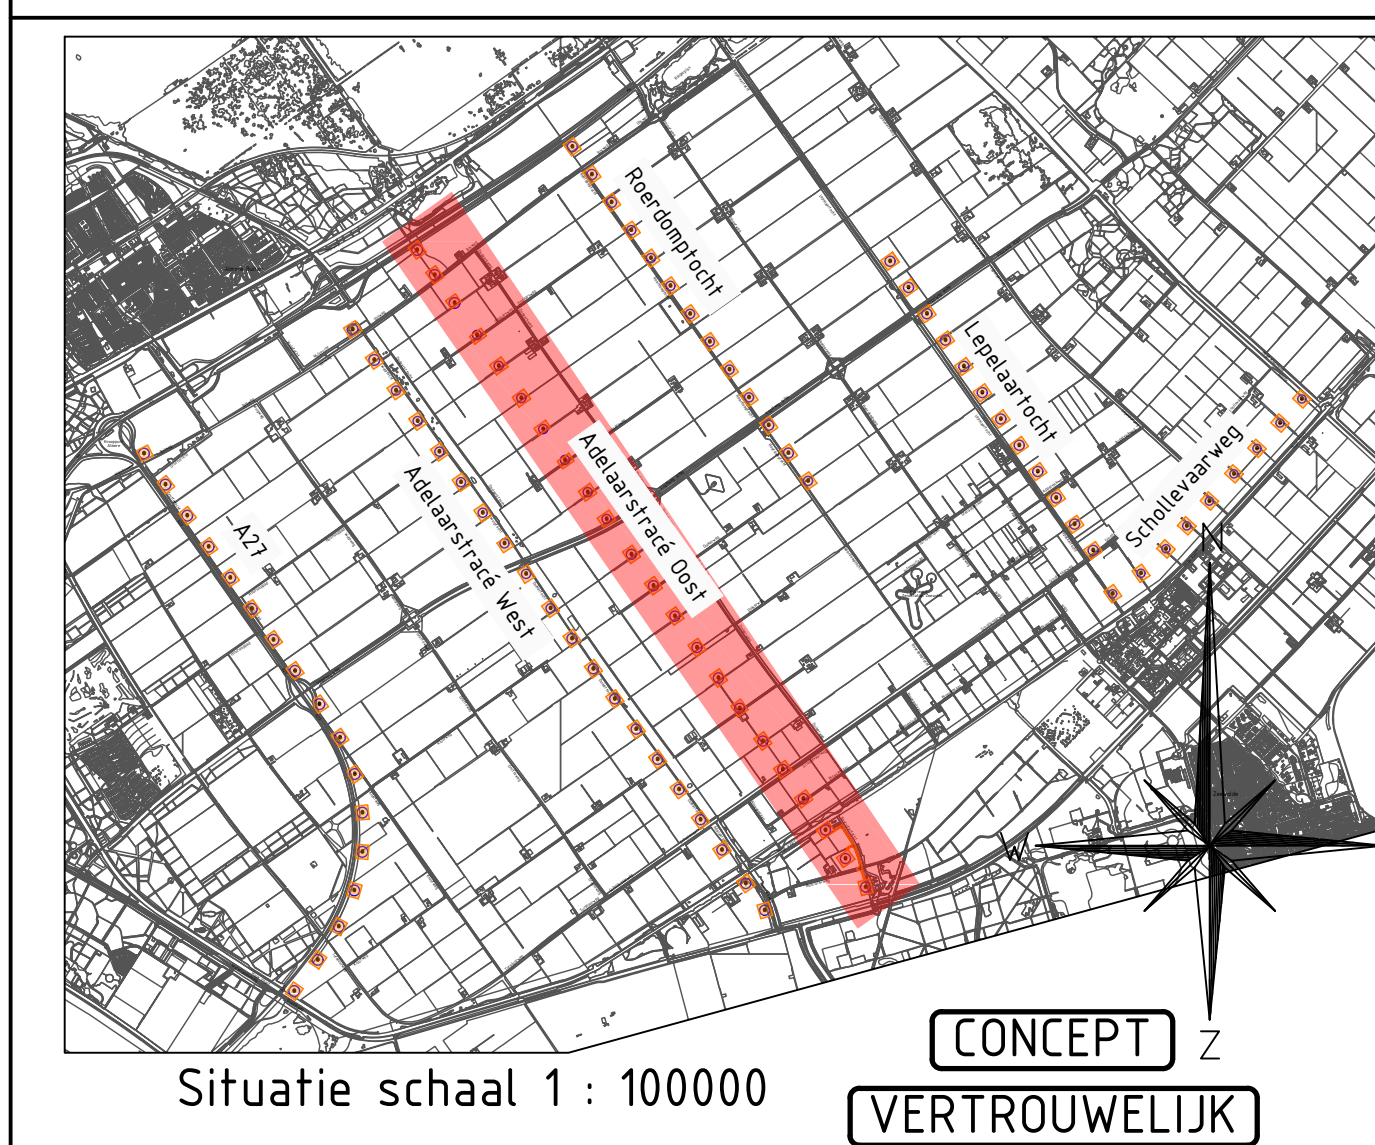 Roerdomptocht
Lepelaartocht
Schollevaarweg
Adelaarstracé Oost
Adelaarstracé West
A27
N
W
Z
CONCEPT
Situatie schaal 1 : 100000
VERTROUWELIJK